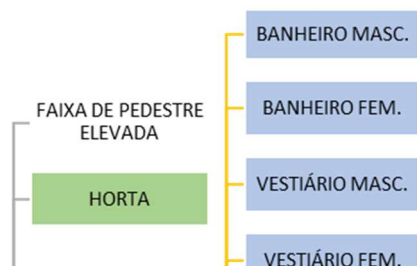 FAIXA DE PEDESTRE
ELEVADA
HORTA
BANHEIRO MASC.
BANHEIRO FEM.
VESTIÁRIO MASC.
VESTIÁRIO FEM.